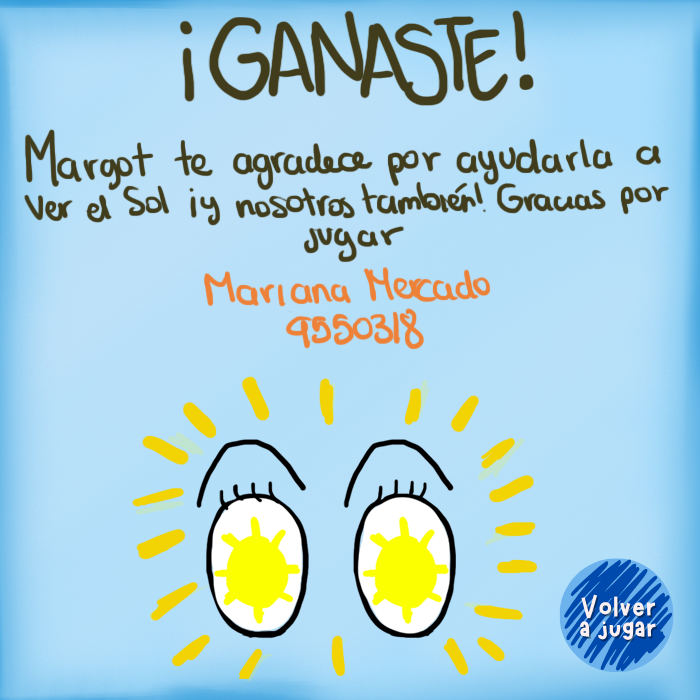 ¡GANASTE!
Margot te agradece por ayudarla a
ver el Sol ¡y nosotros también! Gracias por
jugar
Mariana Mercado
9550318
Volver
a jugar